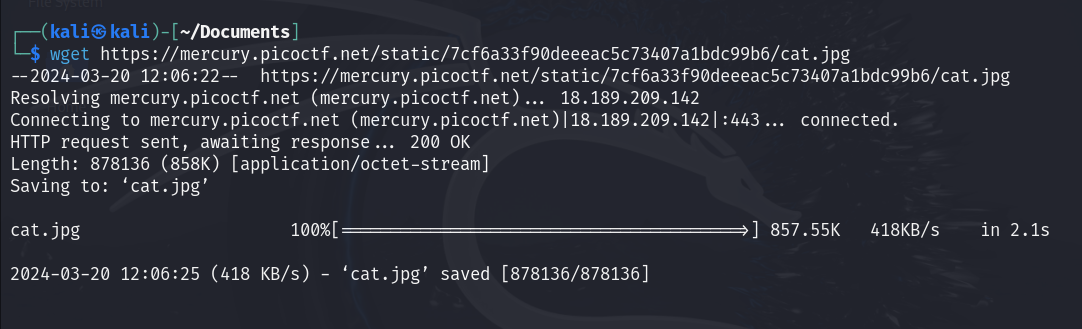 File System
┌──(kali㉿kali)-[~/Documents]
└─$ wget https://mercury.picoctf.net/static/7cf6a33f90deeeac5c73407a1bdc99b6/cat.jpg
--2024-03-20 12:06:22--  https://mercury.picoctf.net/static/7cf6a33f90deeeac5c73407a1bdc99b6/cat.jpg
Resolving mercury.picoctf.net (mercury.picoctf.net)... 18.189.209.142
Connecting to mercury.picoctf.net (mercury.picoctf.net)|18.189.209.142|:443... connected.
HTTP request sent, awaiting response... 200 OK
Length: 878136 (858K) [application/octet-stream]
Saving to: ‘cat.jpg’
cat.jpg                     100%[========================================>] 857.55K   418KB/s    in 2.1s
2024-03-20 12:06:25 (418 KB/s) - ‘cat.jpg’ saved [878136/878136]